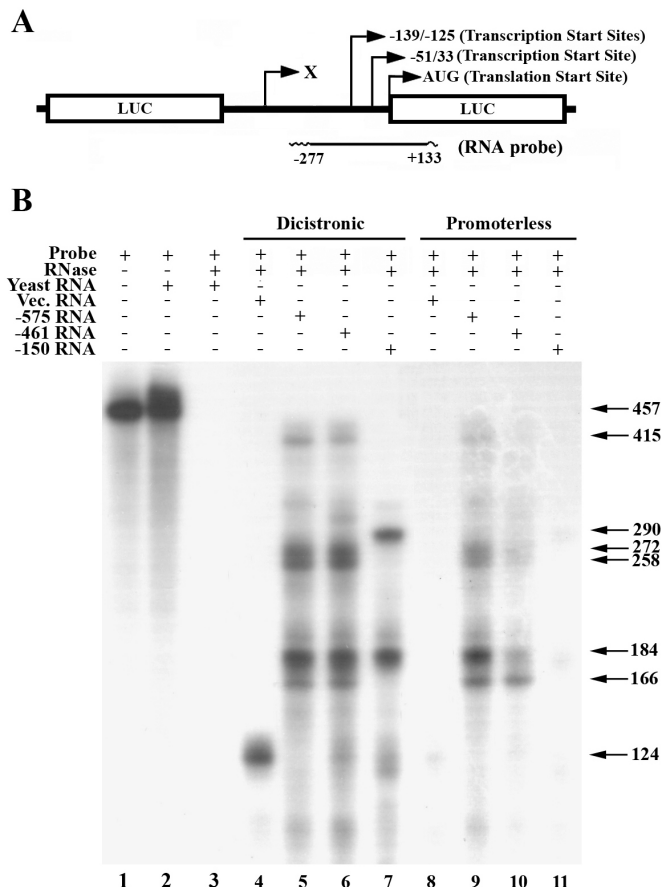 A
X
-139/-125 (Transcription Start Sites)
-51/33 (Transcription Start Site)
AUG (Translation Start Site)
LUC
LUC
-277
+133
(RNA probe)
B
Dicistronic
Promoterless
Probe + + + + + + + + + + +
RNase - - + + + + + + + + +
Yeast RNA - + + - - - - - - - -
Vec. RNA - - - + - - - + - - -
-575 RNA - - - - + - - - + - -
-461 RNA - - - - - + - - - + -
-150 RNA - - - - - - + - - - +
457
415
290
272
258
184
166
124
1 2 3 4 5 6 7 8 9 10 11